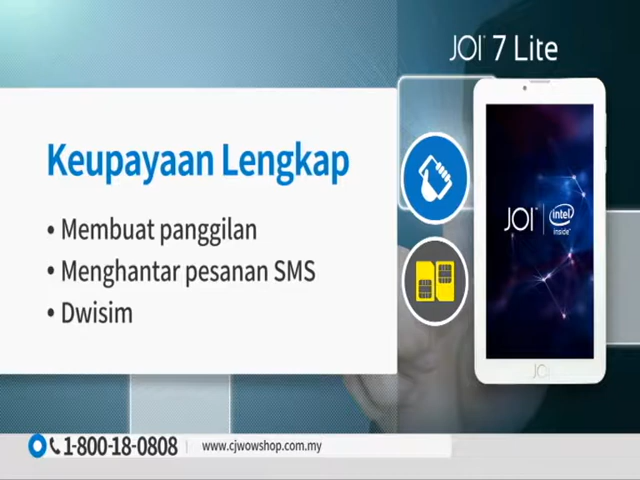 JOI 7 Lite
Keupayaan Lengkap
• Membuat panggilan
• Menghantar pesanan SMS
• Dwisim
JOI
intel inside
JOI
1-800-18-0808
www.cjwowshop.com.my